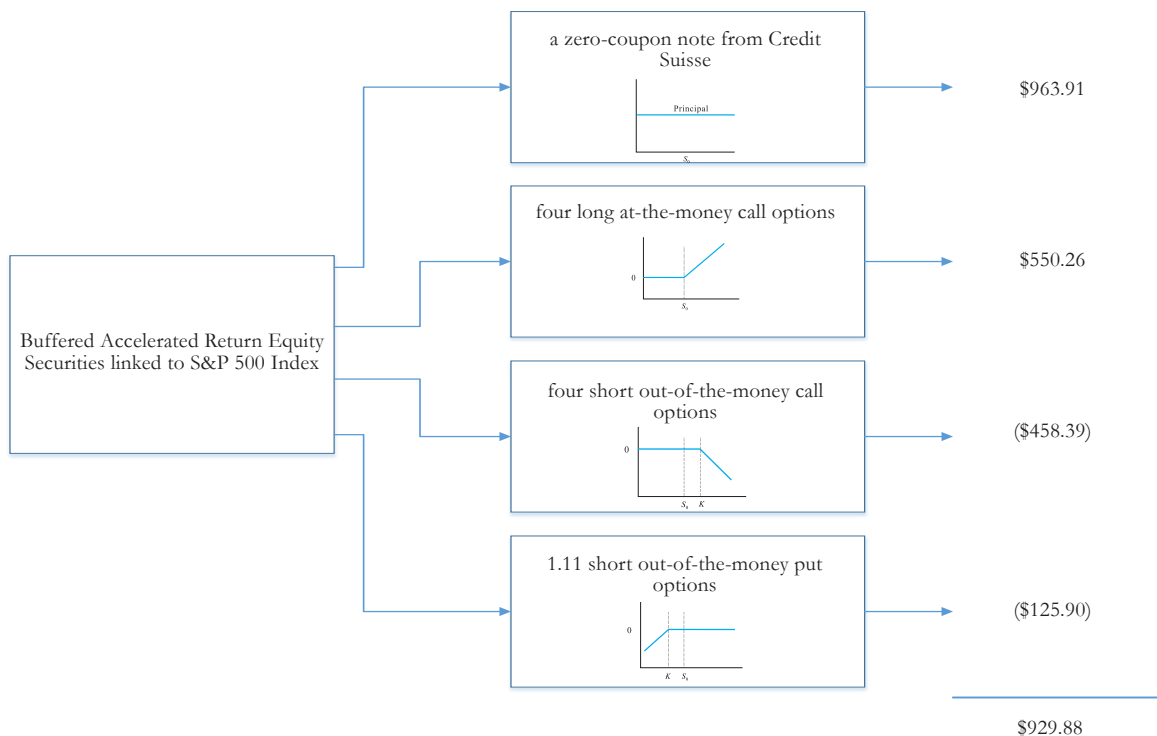 a zero-coupon note from Credit
Suisse
Principal
S₀
$963.91
four long at-the-money call options
0
S₀
$550.26
Buffered Accelerated Return Equity
Securities linked to S&P 500 Index
four short out-of-the-money call
options
0
S₀ K
($458.39)
1.11 short out-of-the-money put
options
0
K S₀
($125.90)
$929.88